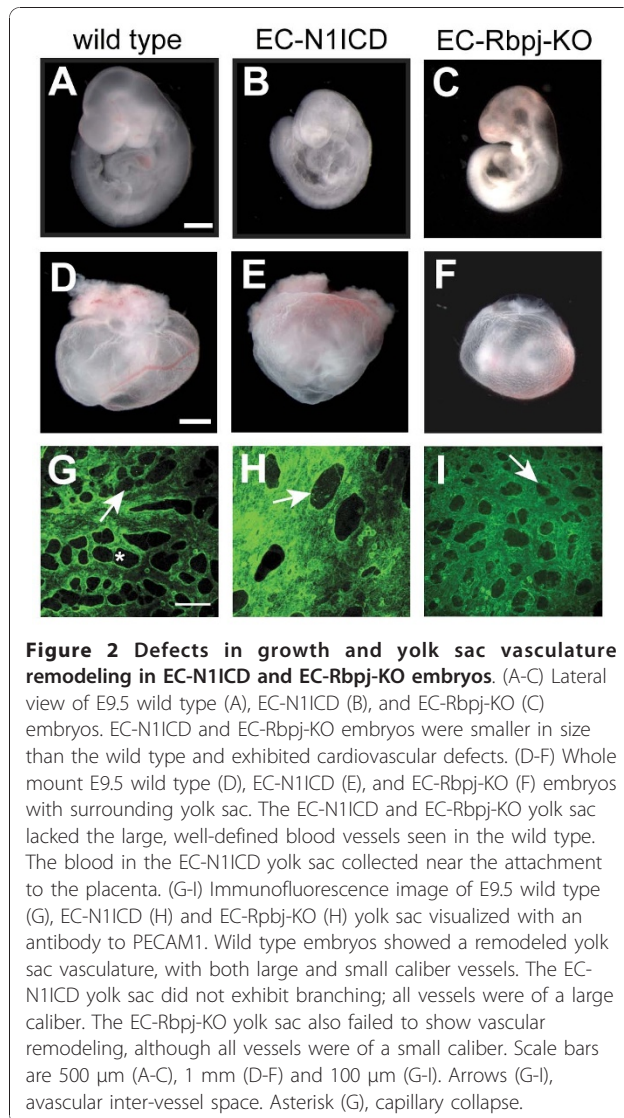 wild type EC-N1ICD EC-Rbpj-KO
A B C
D E F
G H I
*
Figure 2 Defects in growth and yolk sac vasculature
remodeling in EC-N1ICD and EC-Rbpj-KO embryos. (A-C) Lateral
view of E9.5 wild type (A), EC-N1ICD (B), and EC-Rbpj-KO (C)
embryos. EC-N1ICD and EC-Rbpj-KO embryos were smaller in size
than the wild type and exhibited cardiovascular defects. (D-F) Whole
mount E9.5 wild type (D), EC-N1ICD (E), and EC-Rbpj-KO (F) embryos
with surrounding yolk sac. The EC-N1ICD and EC-Rbpj-KO yolk sac
lacked the large, well-defined blood vessels seen in the wild type.
The blood in the EC-N1ICD yolk sac collected near the attachment
to the placenta. (G-I) Immunofluorescence image of E9.5 wild type
(G), EC-N1ICD (H) and EC-Rpbj-KO (H) yolk sac visualized with an
antibody to PECAM1. Wild type embryos showed a remodeled yolk
sac vasculature, with both large and small caliber vessels. The EC-
N1ICD yolk sac did not exhibit branching; all vessels were of a large
caliber. The EC-Rbpj-KO yolk sac also failed to show vascular
remodeling, although all vessels were of a small caliber. Scale bars
are 500 μm (A-C), 1 mm (D-F) and 100 μm (G-I). Arrows (G-I),
avascular inter-vessel space. Asterisk (G), capillary collapse.